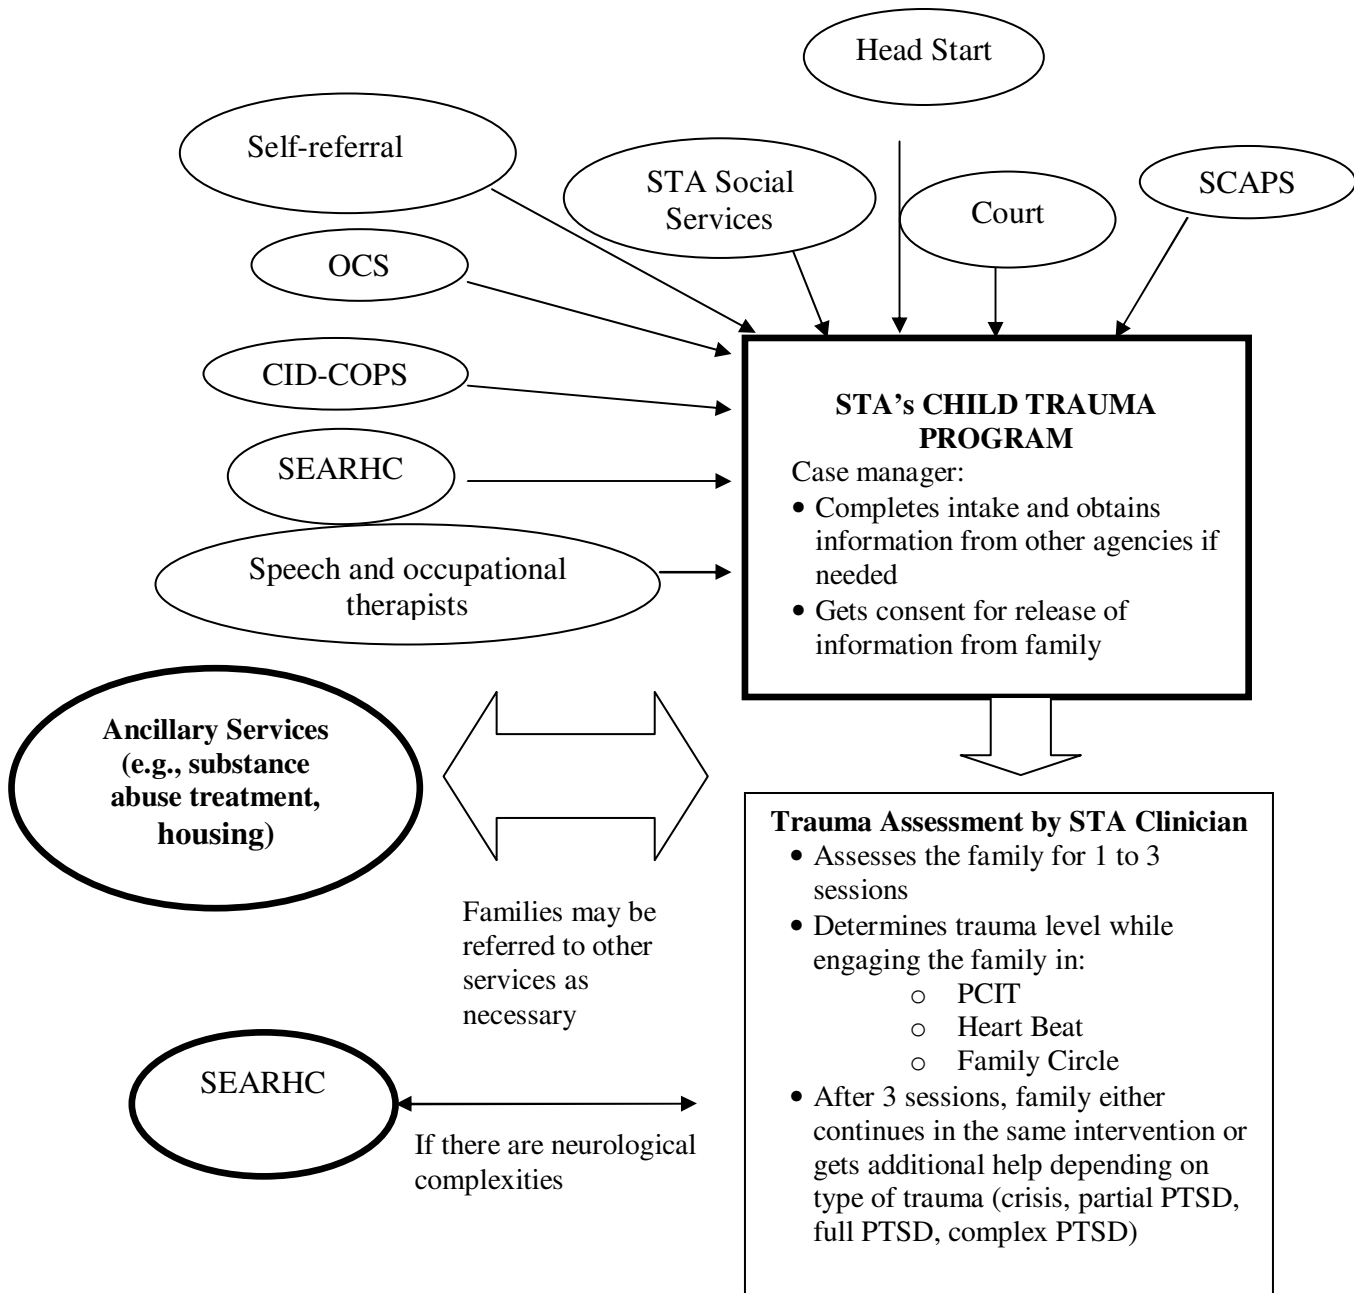 Head Start
Self-referral
STA Social
Services
Court
SCAPS
OCS
CID-COPS
SEARHC
Speech and occupational
therapists
STA’s CHILD TRAUMA
PROGRAM
Case manager:
• Completes intake and obtains
information from other agencies if
needed
• Gets consent for release of
information from family
Ancillary Services
(e.g., substance
abuse treatment,
housing)
Families may be
referred to other
services as
necessary
Trauma Assessment by STA Clinician
• Assesses the family for 1 to 3
sessions
• Determines trauma level while
engaging the family in:
o PCIT
o Heart Beat
o Family Circle
• After 3 sessions, family either
continues in the same intervention or
gets additional help depending on
type of trauma (crisis, partial PTSD,
full PTSD, complex PTSD)
SEARHC
If there are neurological
complexities